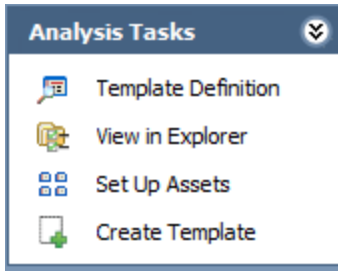 Analysis Tasks
Template Definition
View in Explorer
Set Up Assets
Create Template